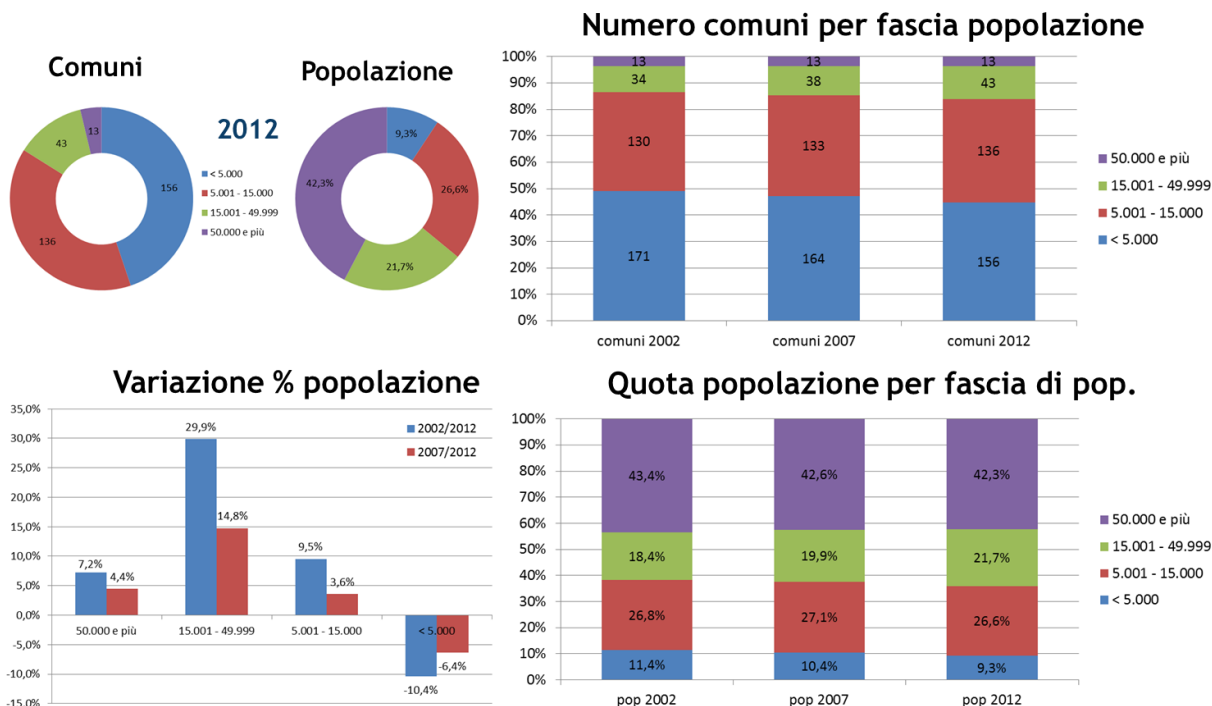 Comuni
43
13
156
136
2012
< 5.000
5.001 - 15.000
15.001 - 49.999
50.000 e più
Popolazione
9,3%
42,3%
26,6%
21,7%
Numero comuni per fascia popolazione
100%
90%
80%
70%
60%
50%
40%
30%
20%
10%
0%
13 13 13
34 38 43
130 133 136
171 164 156
comuni 2002 comuni 2007 comuni 2012
50.000 e più
15.001 - 49.999
5.001 - 15.000
< 5.000
Variazione % popolazione
35,0%
30,0%
25,0%
20,0%
15,0%
10,0%
5,0%
0,0%
-5,0%
-10,0%
-15,0%
2002/2012
2007/2012
29,9%
14,8%
7,2%
4,4%
9,5%
3,6%
50.000 e più 15.001 - 49.999 5.001 - 15.000 < 5.000
-6,4%
-10,4%
Quota popolazione per fascia di pop.
100%
90%
80%
70%
60%
50%
40%
30%
20%
10%
0%
43,4% 42,6% 42,3%
18,4% 19,9% 21,7%
26,8% 27,1% 26,6%
11,4% 10,4% 9,3%
pop 2002 pop 2007 pop 2012
50.000 e più
15.001 - 49.999
5.001 - 15.000
< 5.000